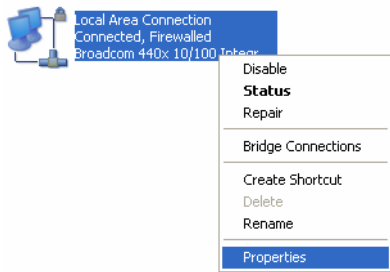 Local Area Connection
Connected, Firewalled
Broadcom 440x 10/100 Integr...
Disable
Status
Repair
Bridge Connections
Create Shortcut
Delete
Rename
Properties